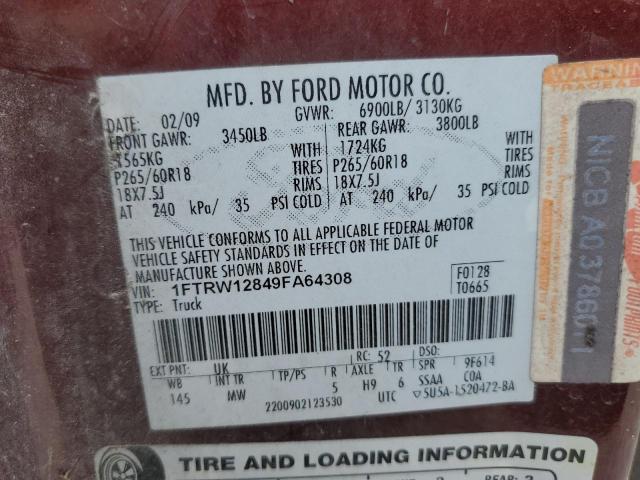 MFD. BY FORD MOTOR CO.
DATE: 02/09 GVWR: 6900LB/ 3130KG
FRONT GAWR: 3450LB REAR GAWR: 3800LB
1565KG WITH 1724KG WITH
P265/60R18 TIRES P265/60R18 TIRES
18X7.5J RIMS 18X7.5J RIMS
AT 240 kPa/ 35 PSI COLD AT 240 kPa/ 35 PSI COLD
THIS VEHICLE CONFORMS TO ALL APPLICABLE FEDERAL MOTOR
VEHICLE SAFETY STANDARDS IN EFFECT ON THE DATE OF
MANUFACTURE SHOWN ABOVE.
VIN: 1FTRW12849FA64308 F0128
TYPE: Truck T0665
EXT PNT: UK RC: 52 DSO:
WB INT TR TP/PS R AXLE TR SPR 9F614
145 MW 5 H9 6 SSAA COA
2200902123530 UTC ▽5U5A-1520472-BA
TIRE AND LOADING INFORMATION
WARNING
NICB A0378601